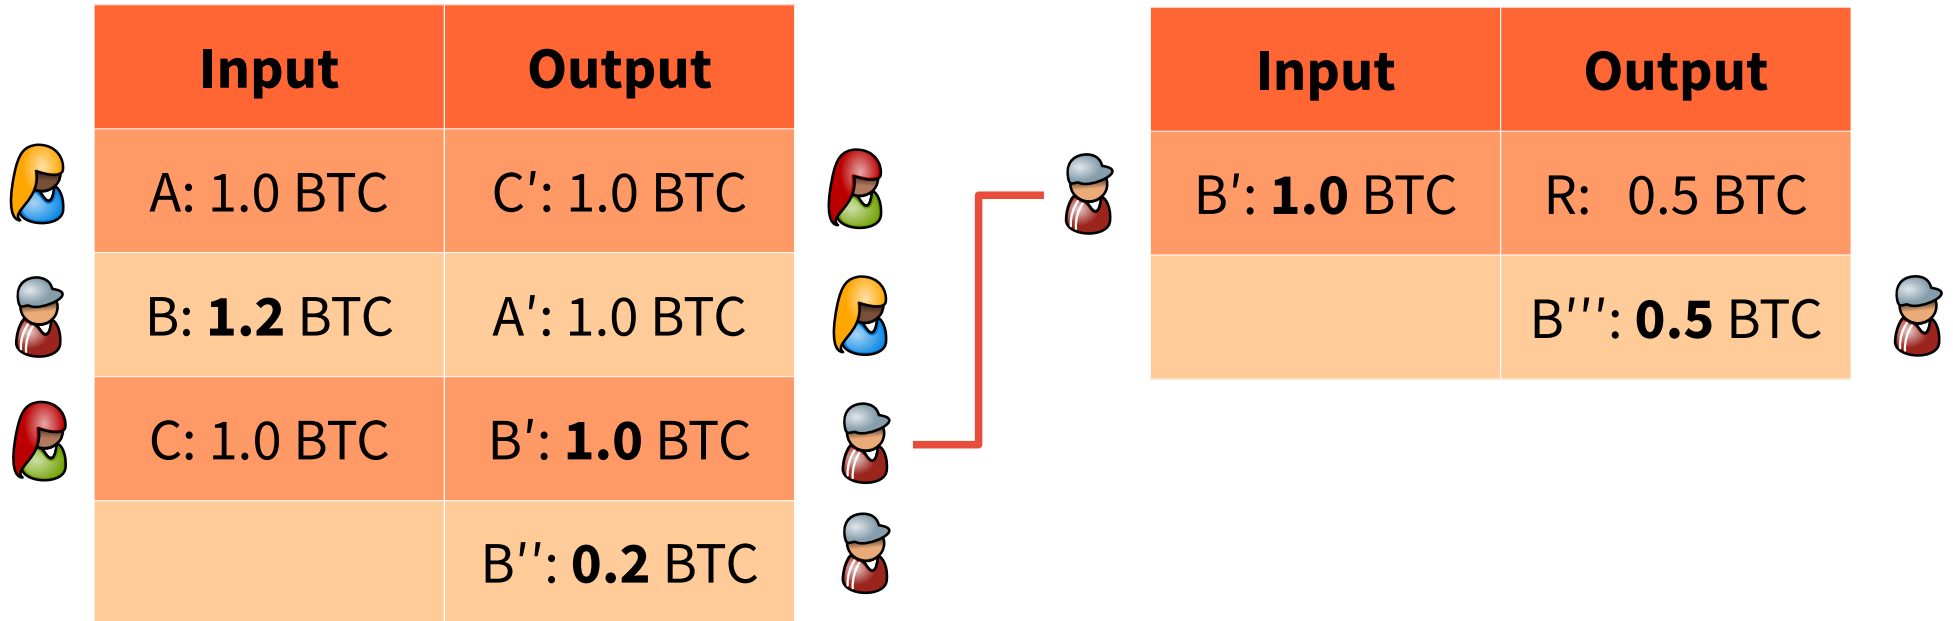 Input Output
A: 1.0 BTC C′: 1.0 BTC
B: 1.2 BTC A′: 1.0 BTC
C: 1.0 BTC B′: 1.0 BTC
B′′: 0.2 BTC
Input Output
B′: 1.0 BTC R: 0.5 BTC
B′′′: 0.5 BTC